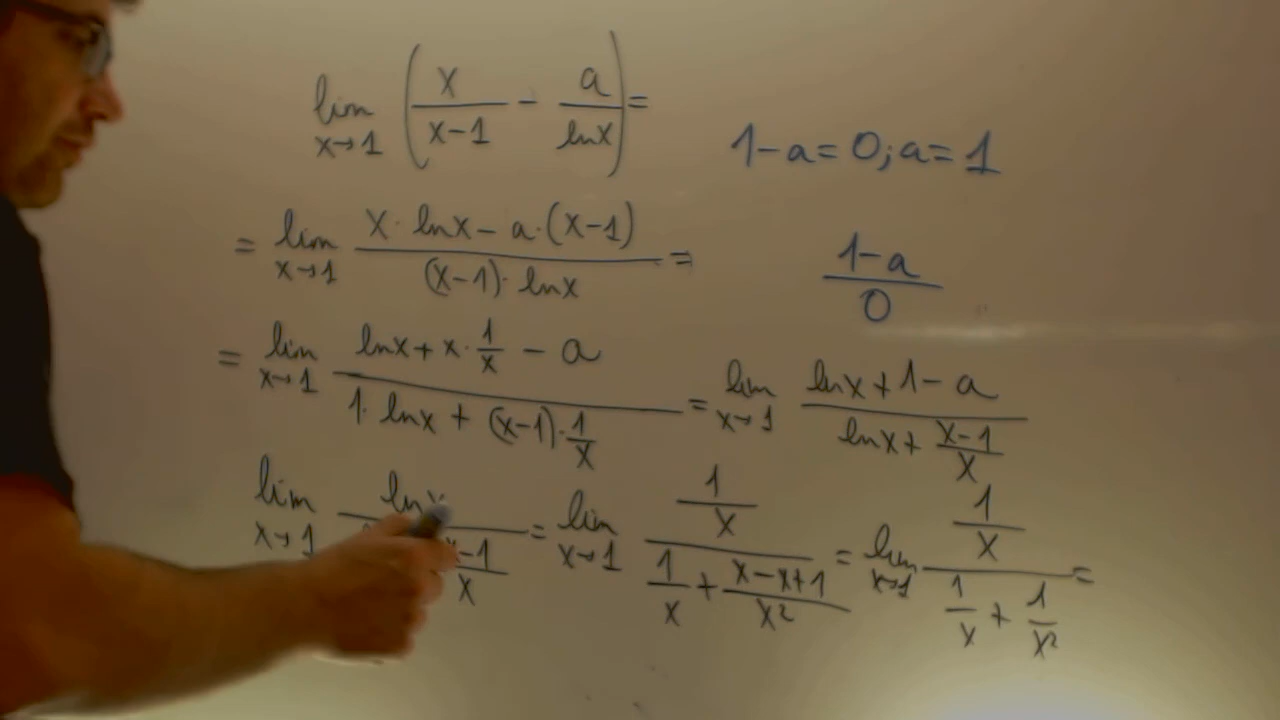 lim x→1 (x/(x-1) - a/lnx) =
1-a=0; a=1
= lim x→1 (x·lnx - a·(x-1))/((x-1)·lnx) =
(1-a)/0
= lim x→1 (lnx + x·1/x - a)/(1·lnx + (x-1)·1/x) = lim x→1 (lnx+1-a)/(lnx + (x-1)/x)
lim x→1 lnx / x-1/x = lim x→1 (1/x)/(1/x + (x-x+1)/x²) = lim x→1 (1/x)/(1/x + 1/x²) =